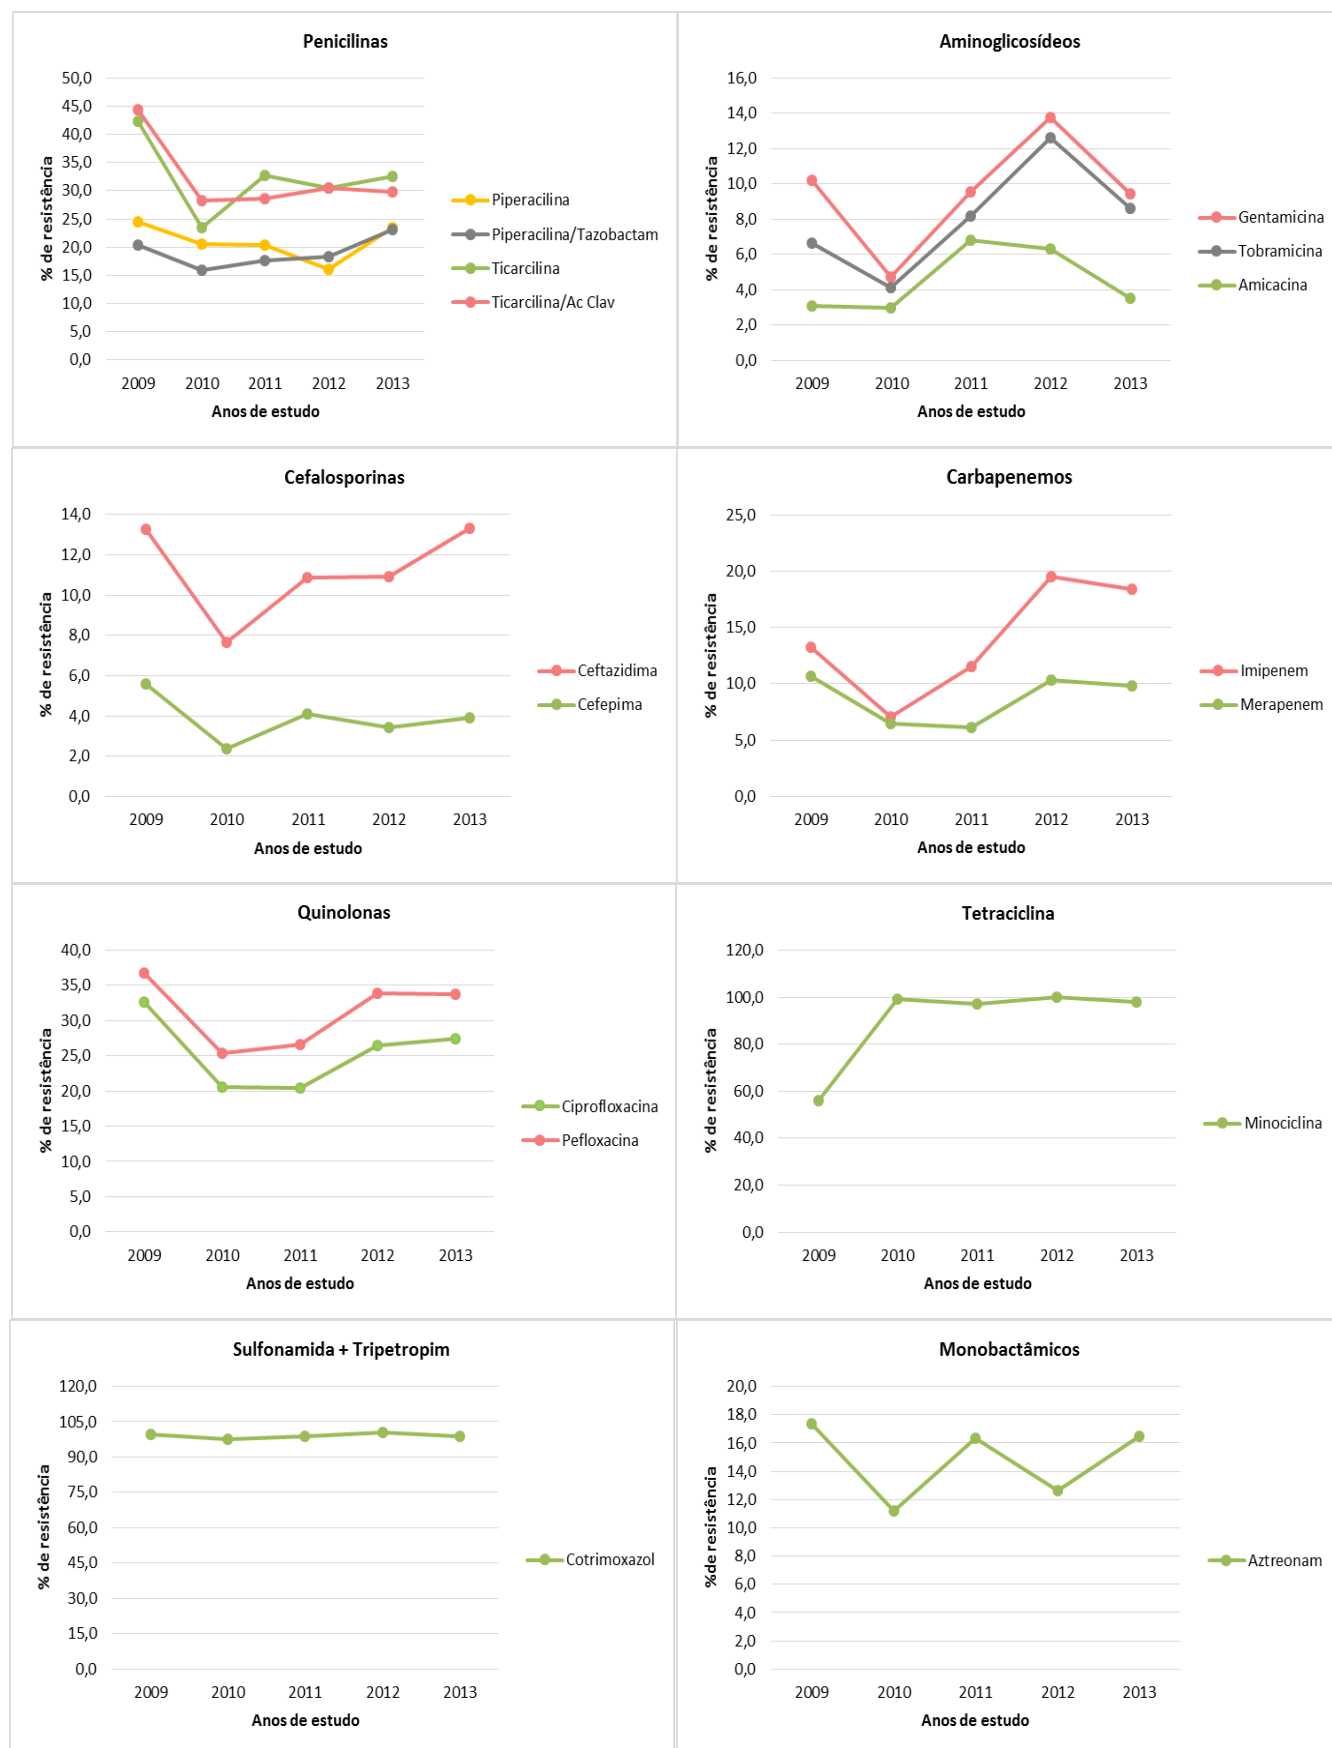 Penicilinas
50,0
45,0
40,0
35,0
30,0
25,0
20,0
15,0
10,0
5,0
0,0
% de resistência
2009 2010 2011 2012 2013
Anos de estudo
Piperacilina
Piperacilina/Tazobactam
Ticarcilina
Ticarcilina/Ac Clav
Aminoglicosídeos
16,0
14,0
12,0
10,0
8,0
6,0
4,0
2,0
0,0
% de resistência
2009 2010 2011 2012 2013
Anos de estudo
Gentamicina
Tobramicina
Amicacina
Cefalosporinas
14,0
12,0
10,0
8,0
6,0
4,0
2,0
0,0
% de resistência
2009 2010 2011 2012 2013
Anos de estudo
Ceftazidima
Cefepima
Carbapenemos
25,0
20,0
15,0
10,0
5,0
0,0
% de resistência
2009 2010 2011 2012 2013
Anos de estudo
Imipenem
Merapenem
Quinolonas
40,0
35,0
30,0
25,0
20,0
15,0
10,0
5,0
0,0
% de resistência
2009 2010 2011 2012 2013
Anos de estudo
Ciprofloxacina
Pefloxacina
Tetraciclina
120,0
100,0
80,0
60,0
40,0
20,0
0,0
% de resistência
2009 2010 2011 2012 2013
Anos de estudo
Minociclina
Sulfonamida + Tripetropim
120,0
105,0
90,0
75,0
60,0
45,0
30,0
15,0
0,0
% de resistência
2009 2010 2011 2012 2013
Anos de estudo
Cotrimoxazol
Monobactâmicos
20,0
18,0
16,0
14,0
12,0
10,0
8,0
6,0
4,0
2,0
0,0
%de resistência
2009 2010 2011 2012 2013
Anos de estudo
Aztreonam